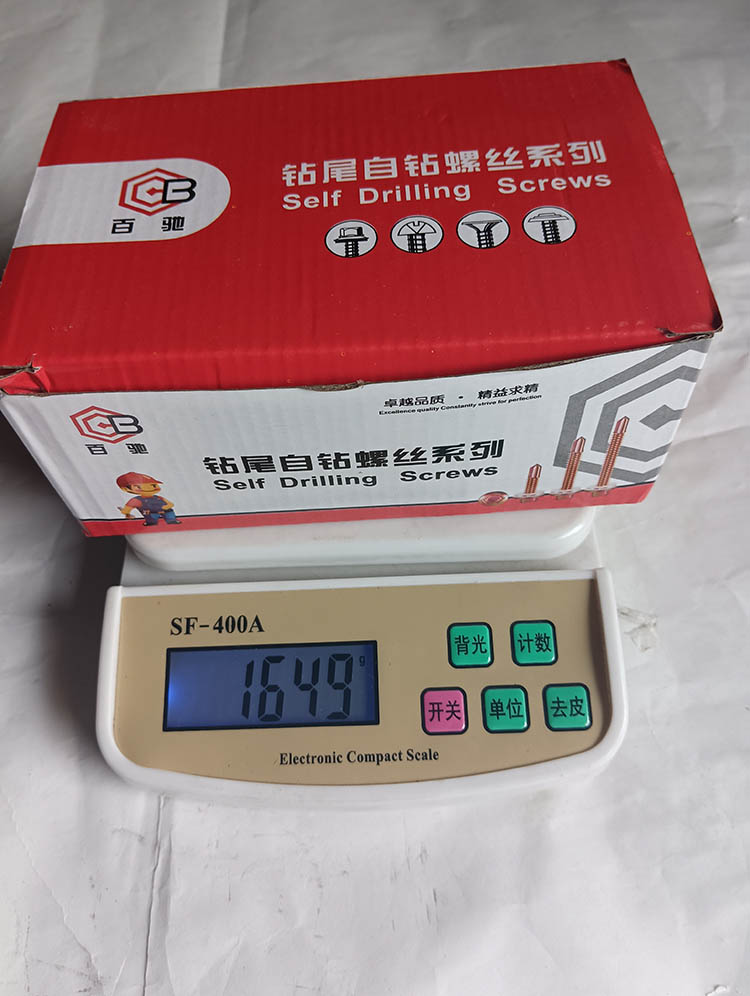 CB
百驰
钻尾自钻螺丝系列
Self Drilling Screws
卓越品质 · 精益求精
Excellence quality Constantly strive for perfection
CB
百驰
钻尾自钻螺丝系列
Self Drilling Screws
SF-400A
1649g
背光
计数
开关
单位
去皮
Electronic Compact Scale